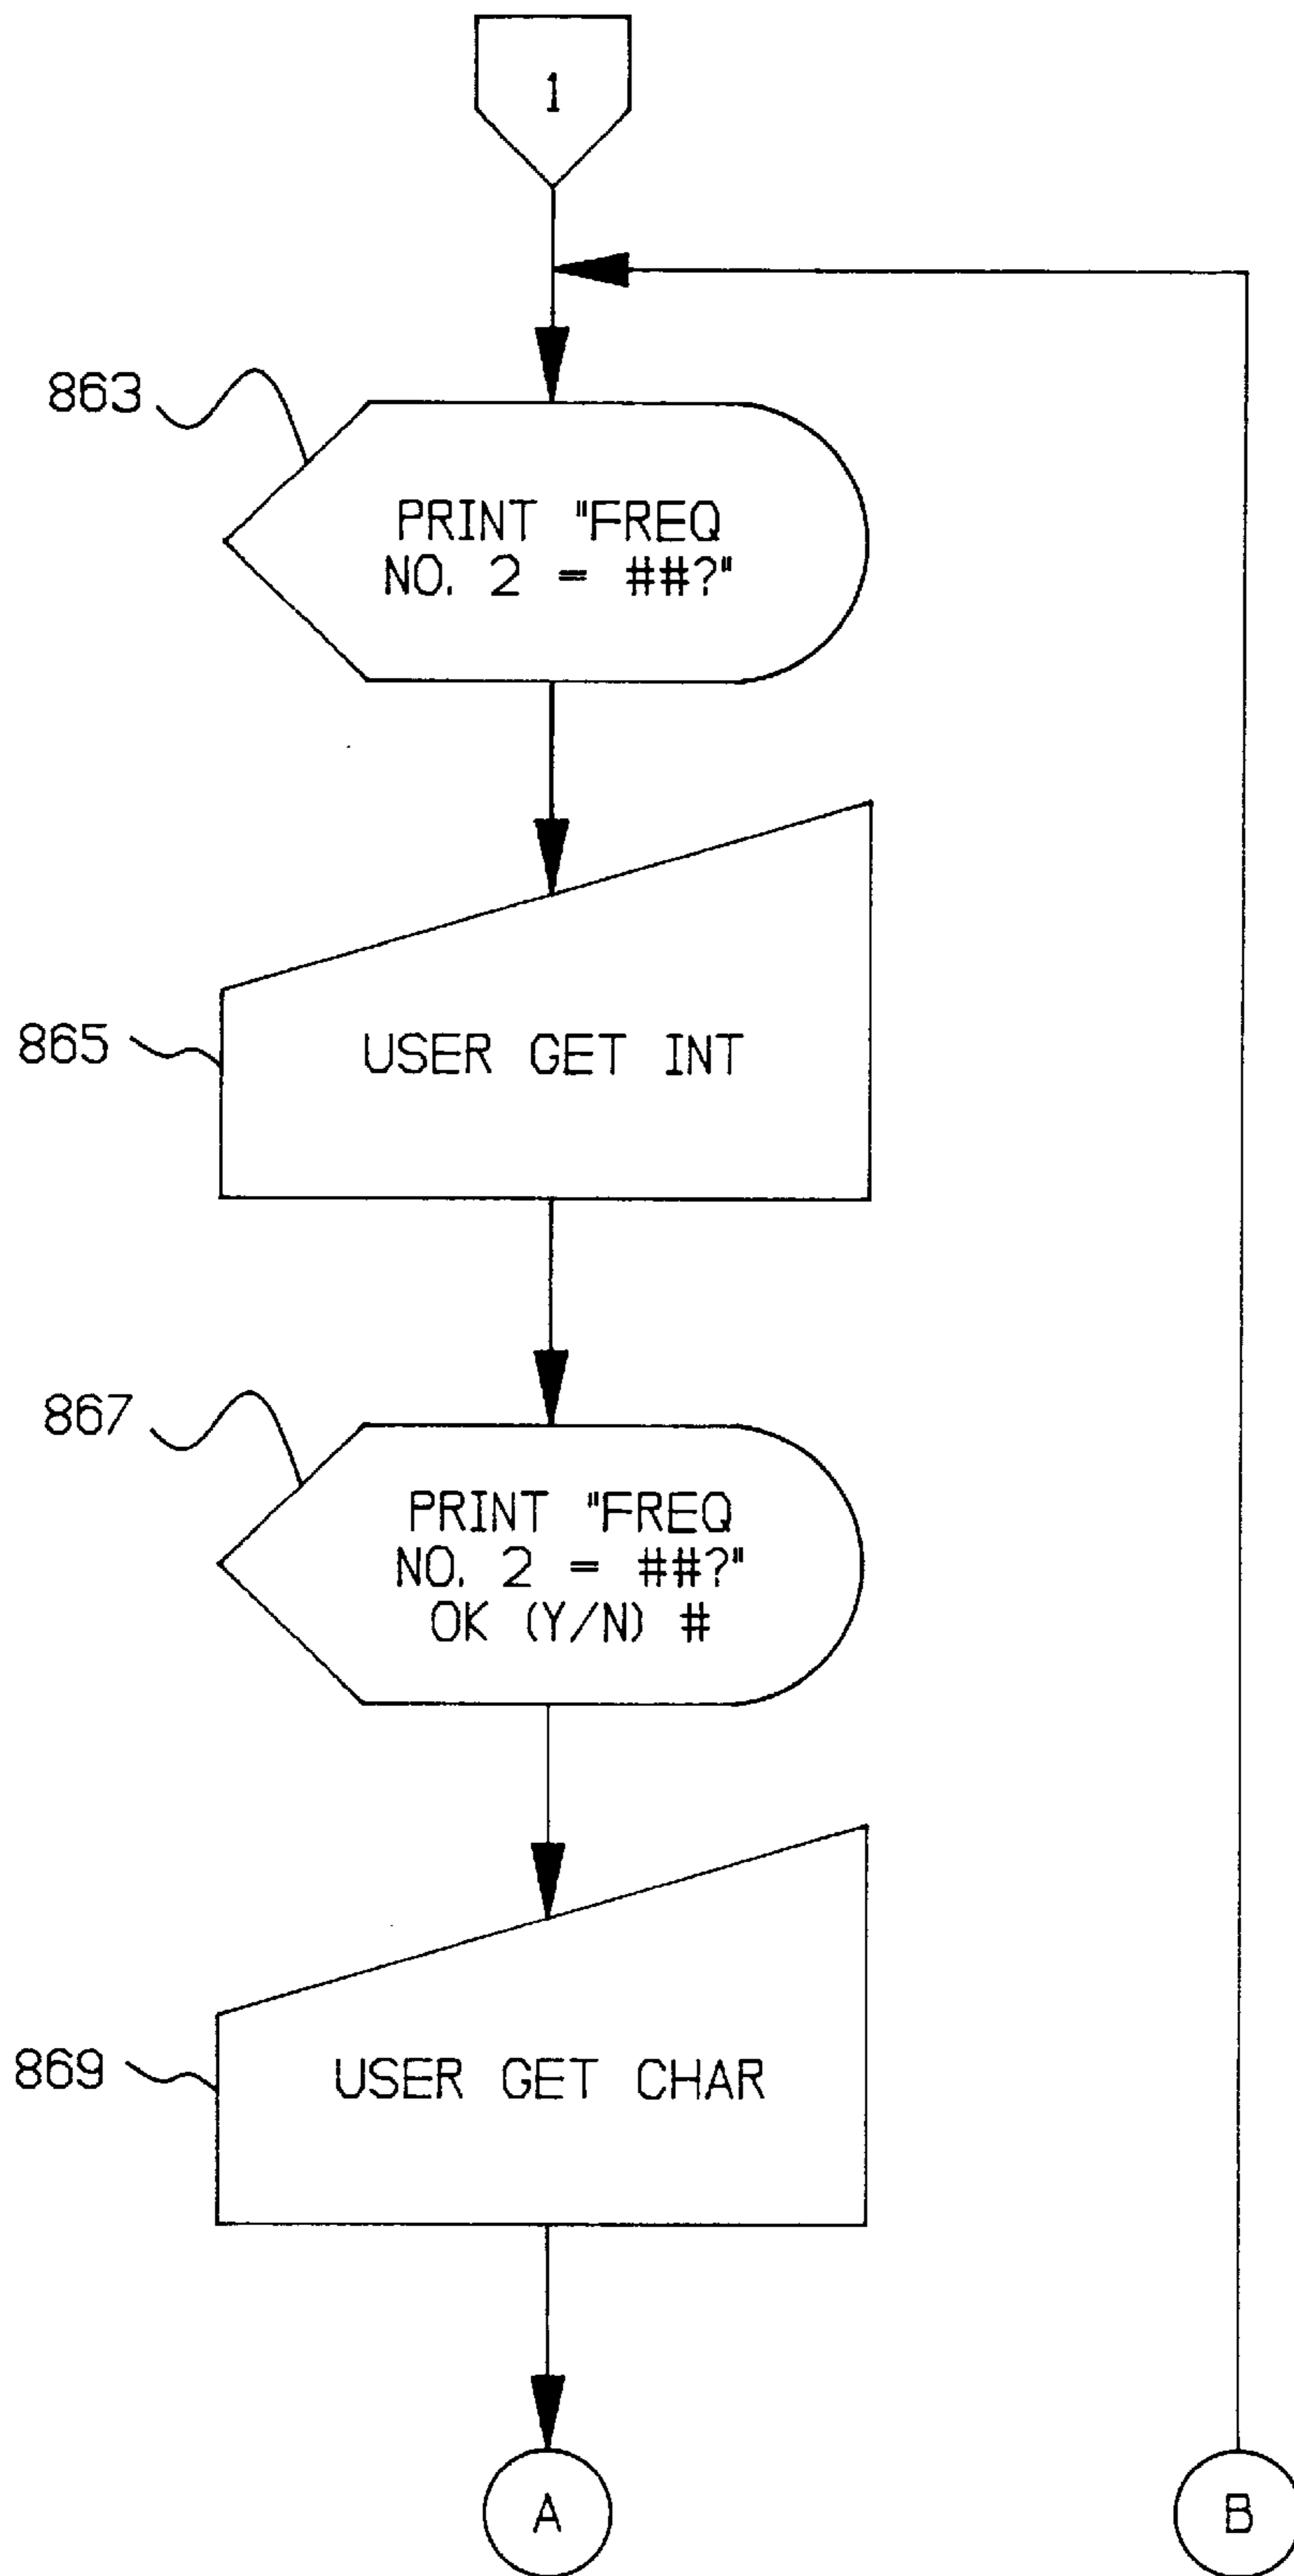 1
863
PRINT "FREQ
NO. 2 = ##?"
865
USER GET INT
867
PRINT "FREQ
NO. 2 = ##?"
OK (Y/N) #
869
USER GET CHAR
A
B